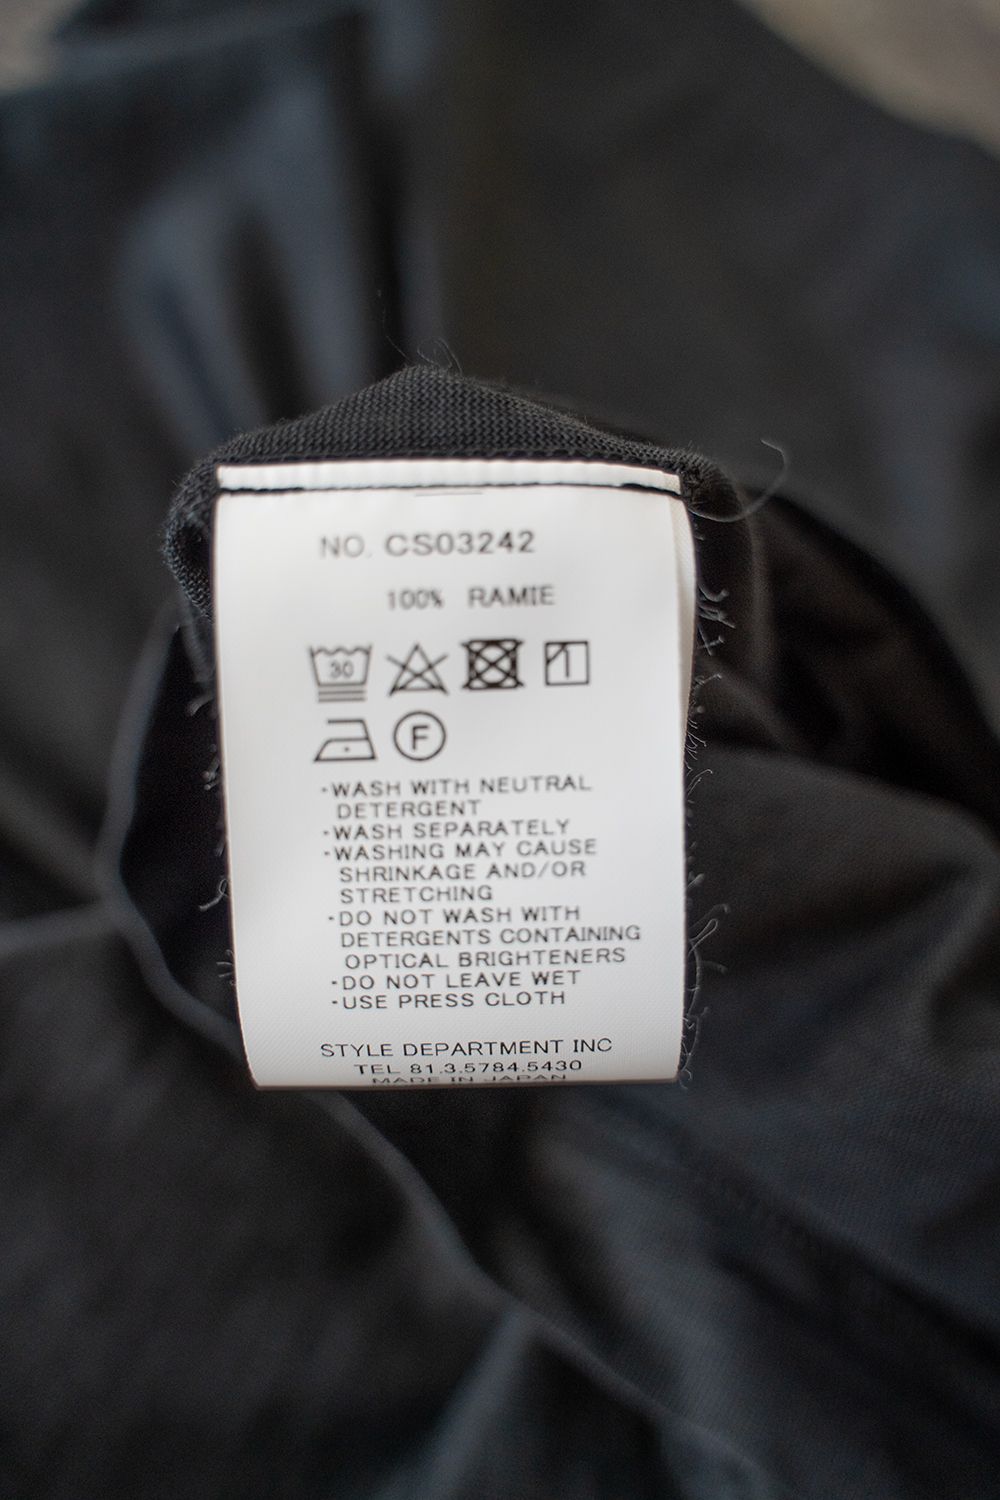 NO. CS03242
100% RAMIE
30
F
・WASH WITH NEUTRAL
DETERGENT
・WASH SEPARATELY
・WASHING MAY CAUSE
SHRINKAGE AND/OR
STRETCHING
・DO NOT WASH WITH
DETERGENTS CONTAINING
OPTICAL BRIGHTENERS
・DO NOT LEAVE WET
・USE PRESS CLOTH
STYLE DEPARTMENT INC
TEL 81.3.5784.5430
MADE IN JAPAN